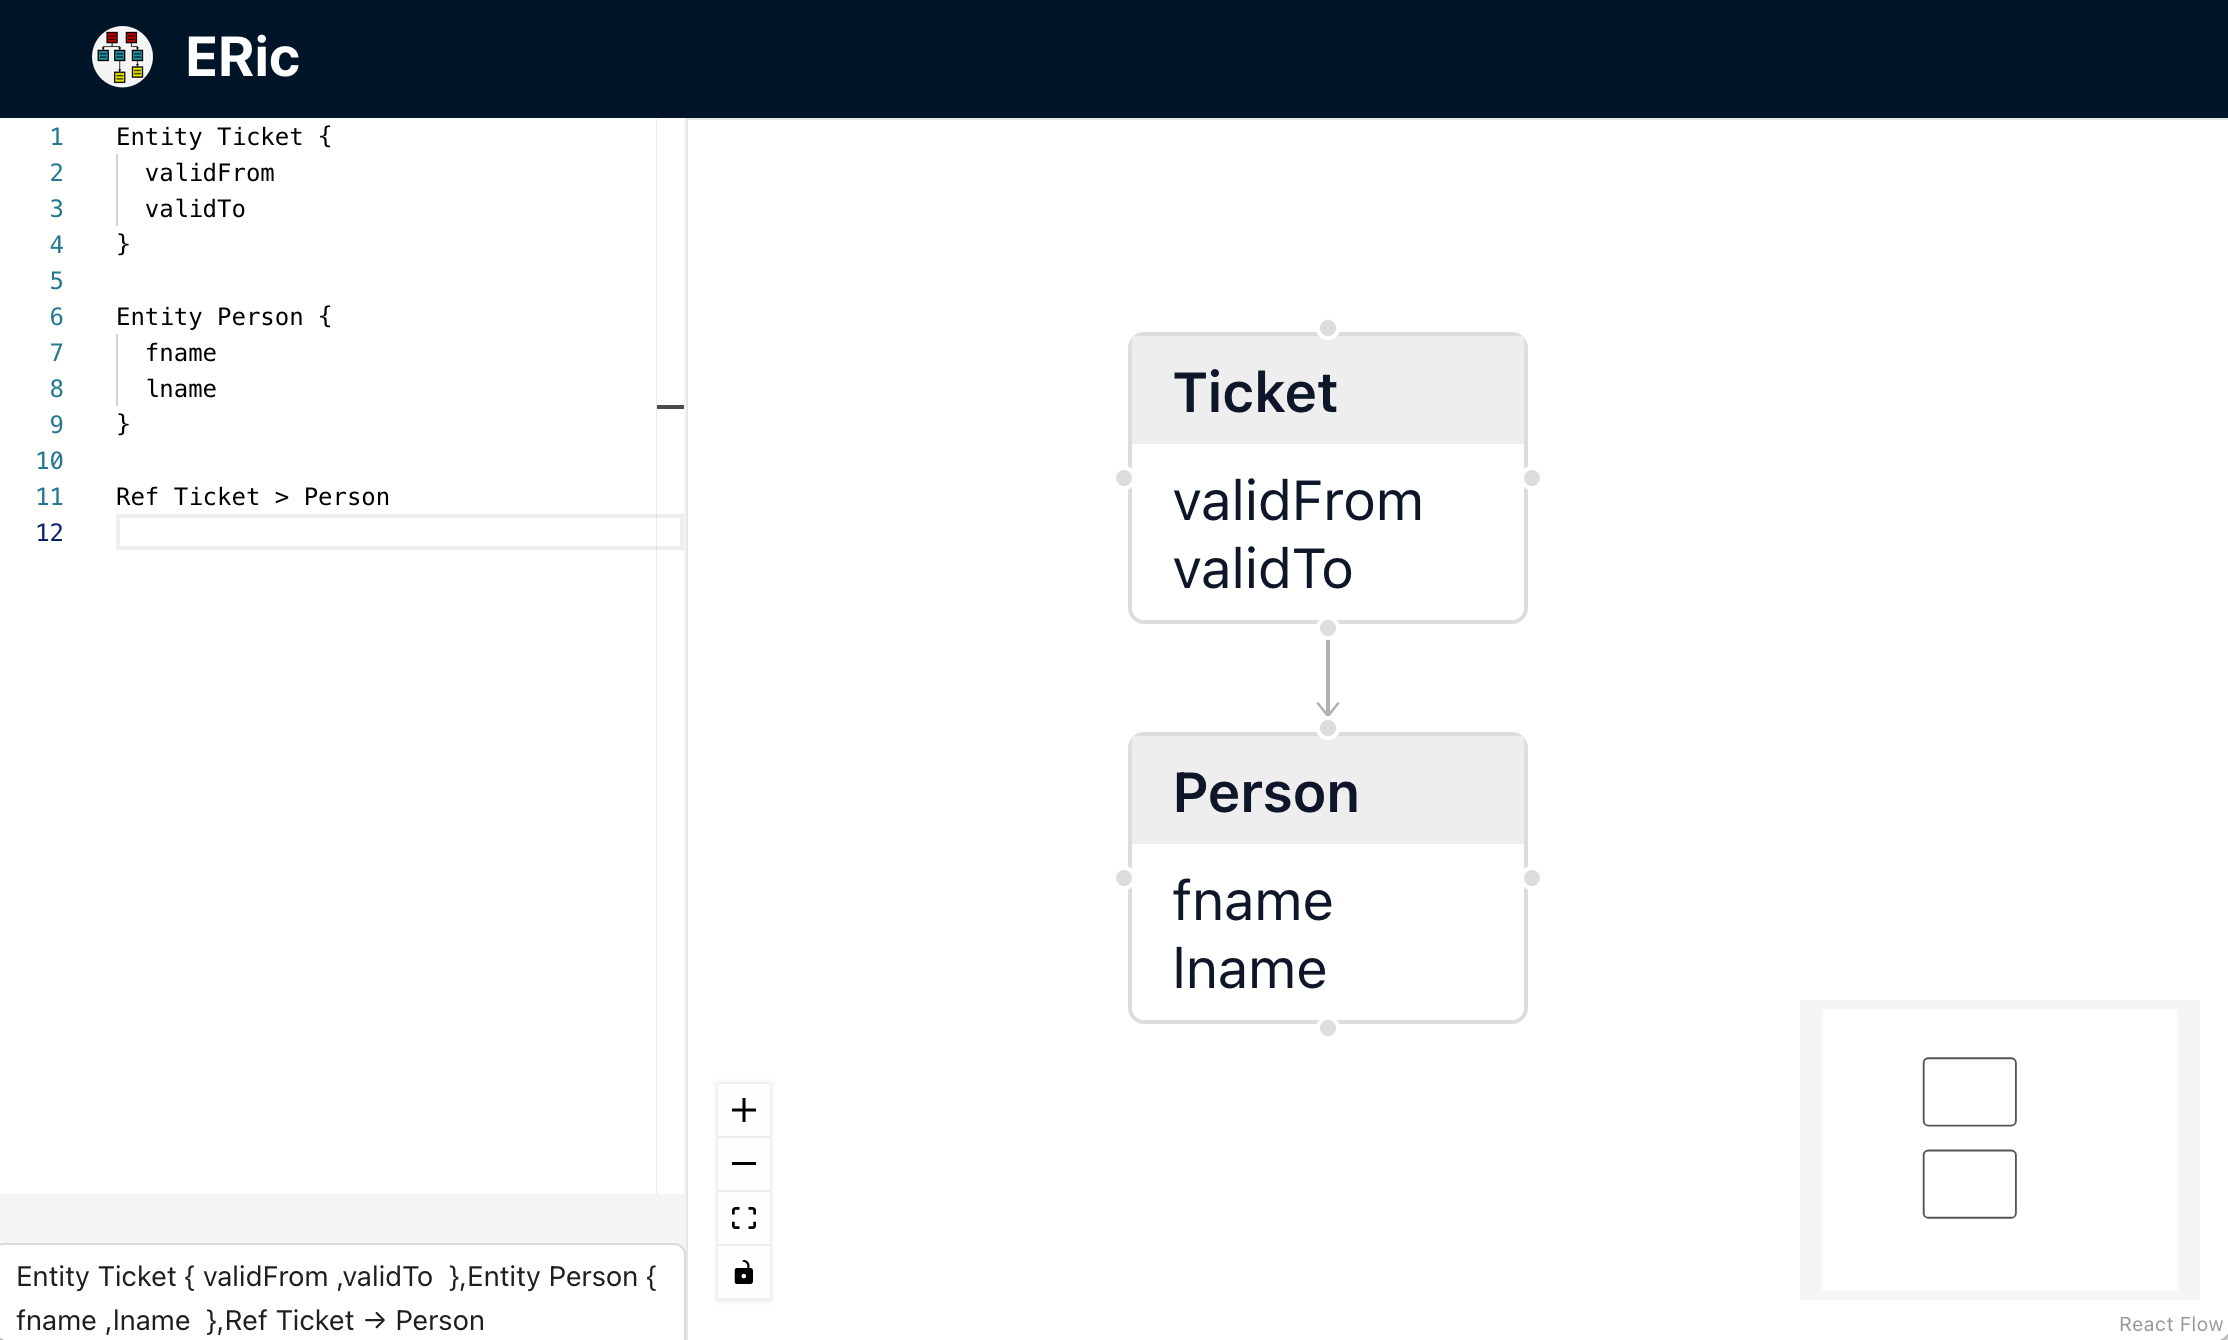 ERic
1 Entity Ticket {
2 validFrom
3 validTo
4 }
5
6 Entity Person {
7 fname
8 lname
9 }
10
11 Ref Ticket > Person
12
Entity Ticket { validFrom ,validTo },Entity Person {
fname ,lname },Ref Ticket → Person
Ticket
validFrom
validTo
Person
fname
lname
React Flow